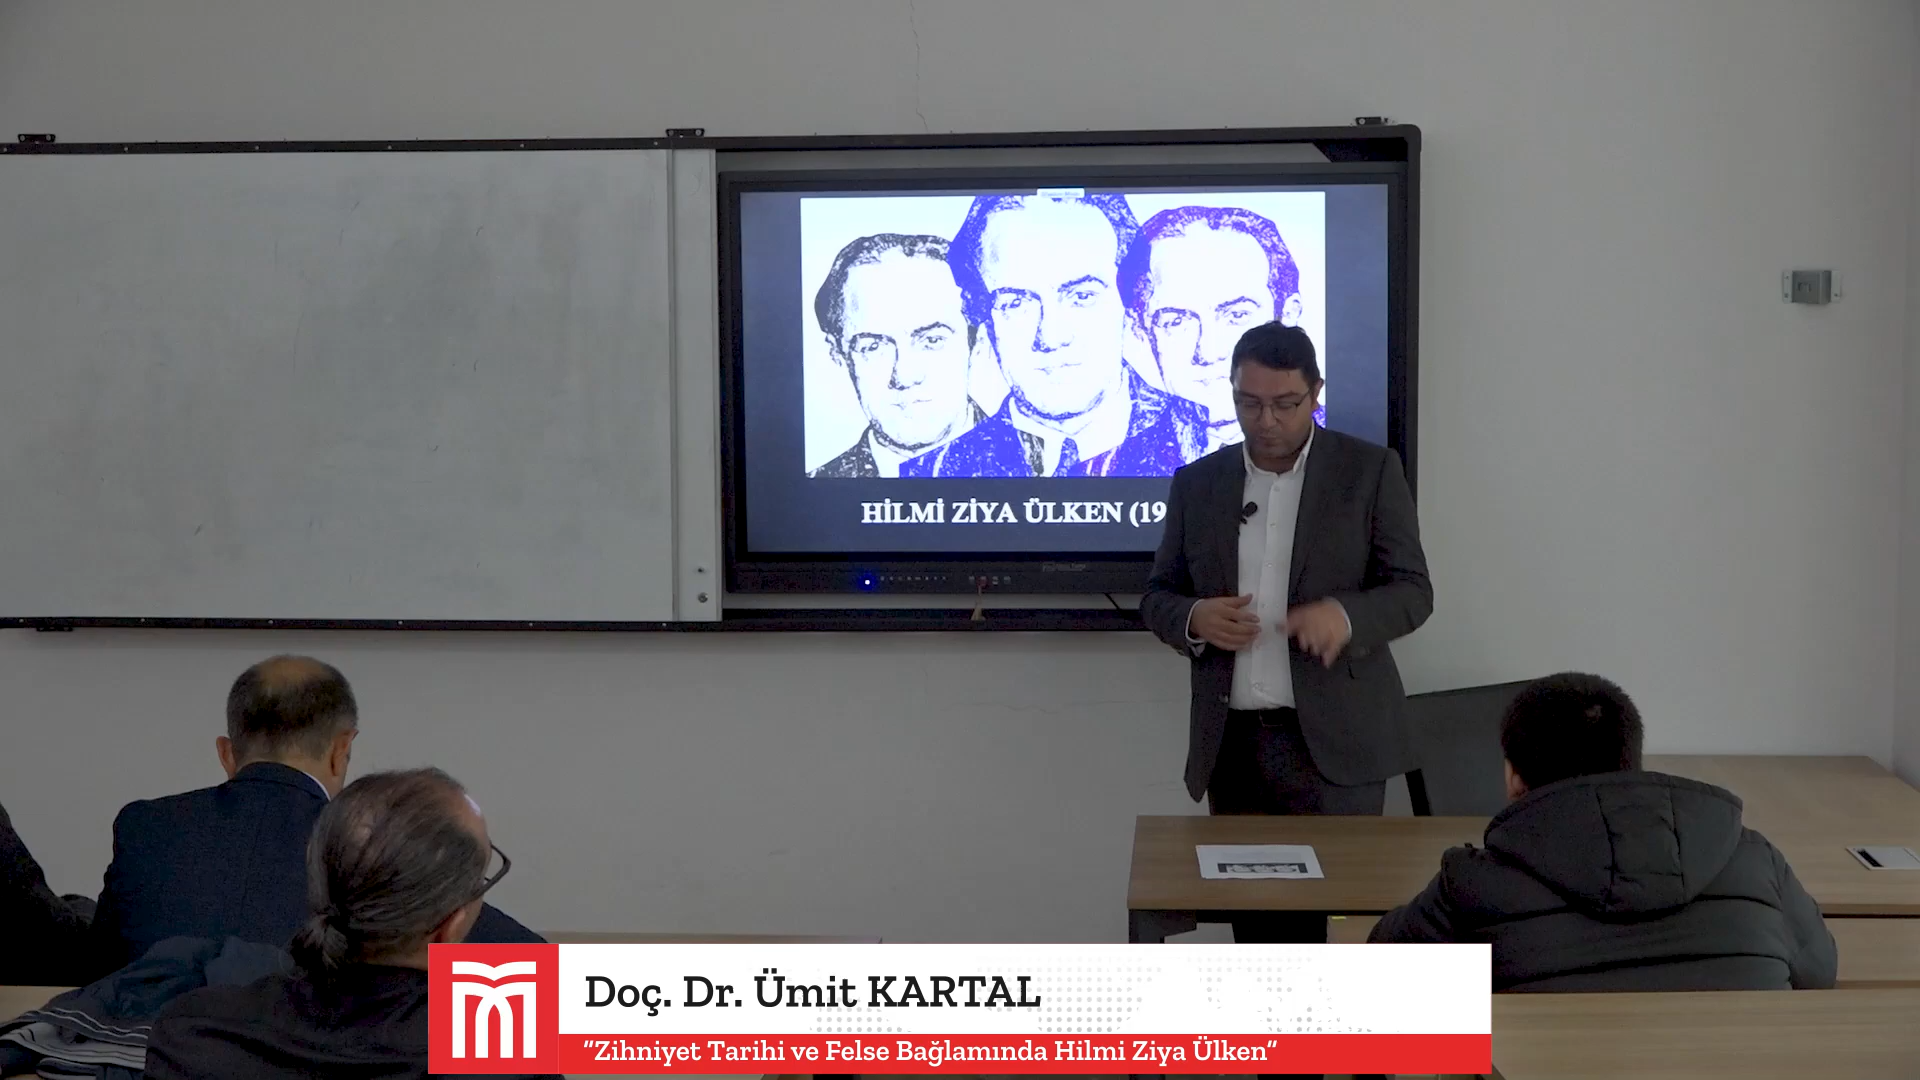 HİLMİ ZİYA ÜLKEN (19
Doç. Dr. Ümit KARTAL
"Zihniyet Tarihi ve Felse Bağlamında Hilmi Ziya Ülken"